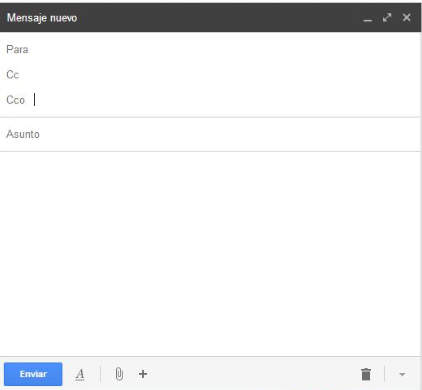 Mensaje nuevo
Para
Cc
Cco
Asunto
Enviar A